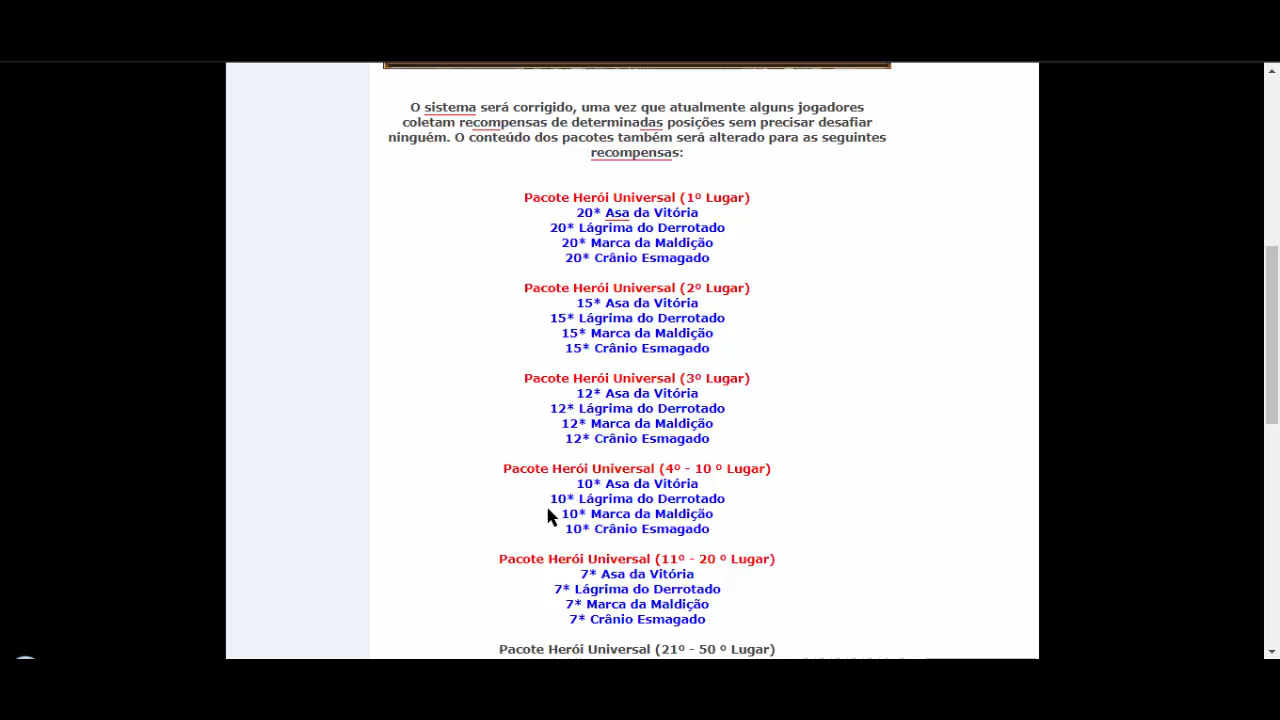 O sistema será corrigido, uma vez que atualmente alguns jogadores
coletam recompensas de determinadas posições sem precisar desafiar
ninguém. O conteúdo dos pacotes também será alterado para as seguintes
recompensas:
Pacote Herói Universal (1º Lugar)
20* Asa da Vitória
20* Lágrima do Derrotado
20* Marca da Maldição
20* Crânio Esmagado
Pacote Herói Universal (2º Lugar)
15* Asa da Vitória
15* Lágrima do Derrotado
15* Marca da Maldição
15* Crânio Esmagado
Pacote Herói Universal (3º Lugar)
12* Asa da Vitória
12* Lágrima do Derrotado
12* Marca da Maldição
12* Crânio Esmagado
Pacote Herói Universal (4º - 10 º Lugar)
10* Asa da Vitória
10* Lágrima do Derrotado
10* Marca da Maldição
10* Crânio Esmagado
Pacote Herói Universal (11º - 20 º Lugar)
7* Asa da Vitória
7* Lágrima do Derrotado
7* Marca da Maldição
7* Crânio Esmagado
Pacote Herói Universal (21º - 50 º Lugar)